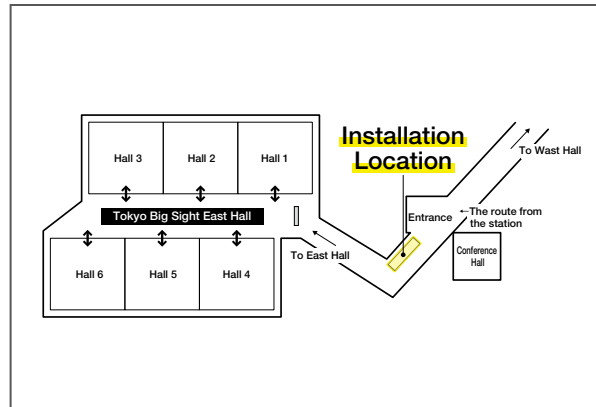 Installation
Location
To Wast Hall
Hall 3
Hall 2
Hall 1
Tokyo Big Sight East Hall
Entrance
←The route from
the station
To East Hall
Conference
Hall
Hall 6
Hall 5
Hall 4